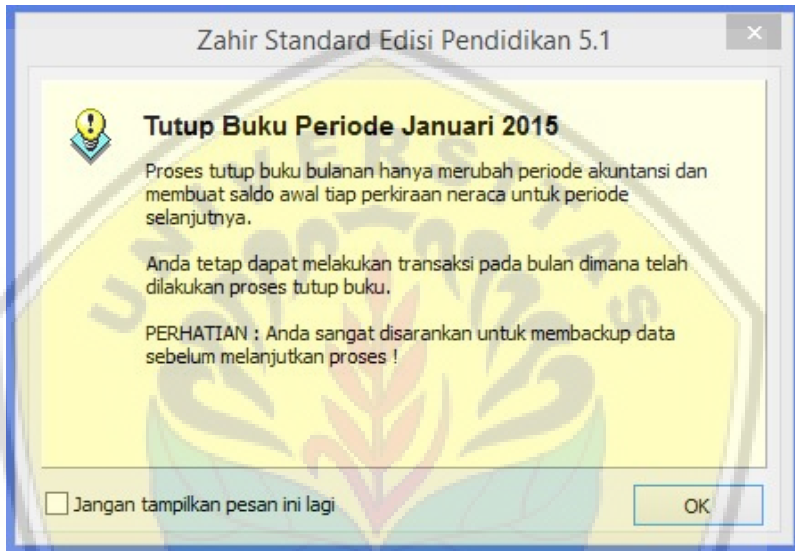 Zahir Standard Edisi Pendidikan 5.1
Tutup Buku Periode Januari 2015
Proses tutup buku bulanan hanya merubah periode akuntansi dan
membuat saldo awal tiap perkiraan neraca untuk periode
selanjutnya.
Anda tetap dapat melakukan transaksi pada bulan dimana telah
dilakukan proses tutup buku.
PERHATIAN : Anda sangat disarankan untuk membackup data
sebelum melanjutkan proses !
UNIVERSITAS
Jangan tampilkan pesan ini lagi
OK